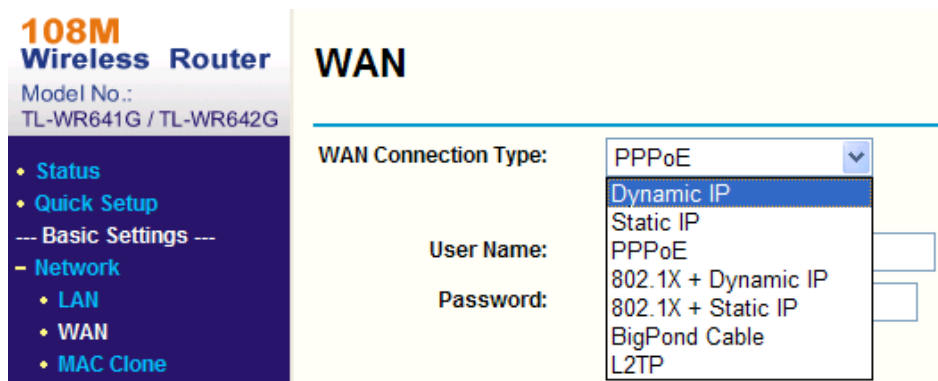 108M
Wireless Router
Model No.:
TL-WR641G / TL-WR642G
• Status
• Quick Setup
--- Basic Settings ---
– Network
• LAN
• WAN
• MAC Clone
WAN
WAN Connection Type:
PPPoE
Dynamic IP
Static IP
PPPoE
802.1X + Dynamic IP
802.1X + Static IP
BigPond Cable
L2TP
User Name:
Password: